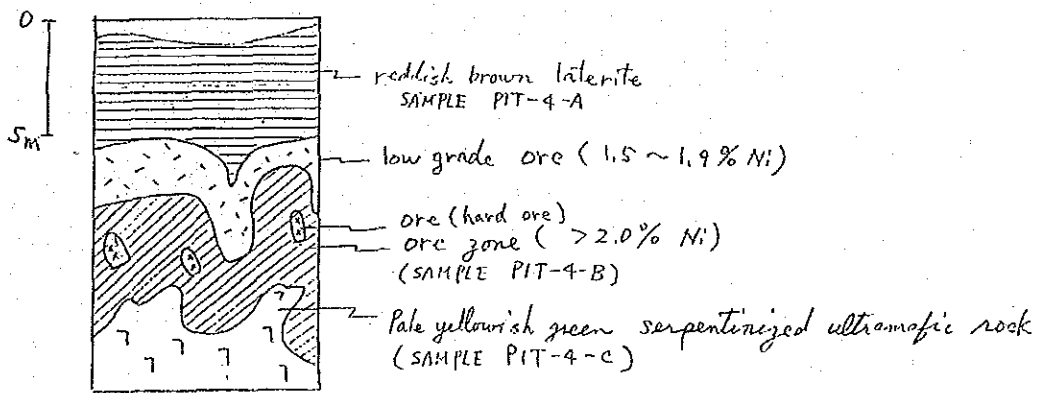 0
5m
reddish brown laterite
SAMPLE PIT-4-A
low grade ore ( 1.5 ~ 1.9% Ni)
ore (hard ore)
ore zone ( >2.0% Ni)
(SAMPLE PIT-4-B)
Pale yellowish green serpentinized ultramafic rock
(SAMPLE PIT-4-C)